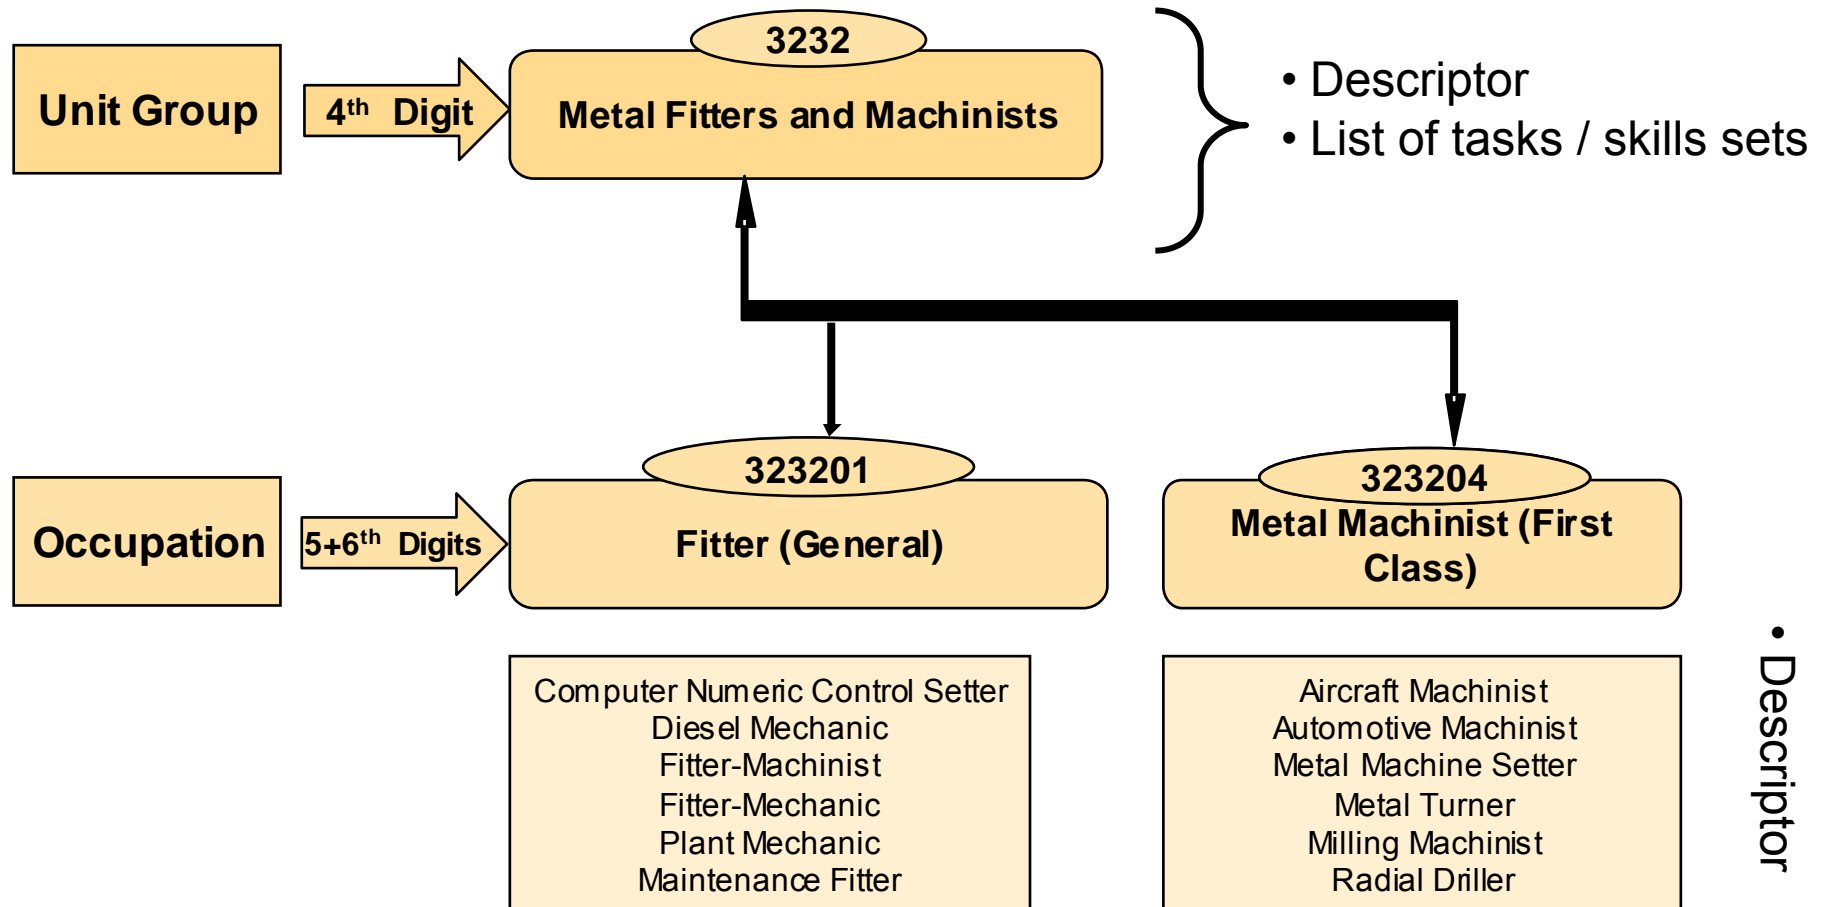 3232
Unit Group
4th Digit
Metal Fitters and Machinists
• Descriptor
• List of tasks / skills sets
323201
323204
Occupation
5+6th Digits
Fitter (General)
Metal Machinist (First
Class)
Computer Numeric Control Setter
Diesel Mechanic
Fitter-Machinist
Fitter-Mechanic
Plant Mechanic
Maintenance Fitter
Aircraft Machinist
Automotive Machinist
Metal Machine Setter
Metal Turner
Milling Machinist
Radial Driller
• Descriptor